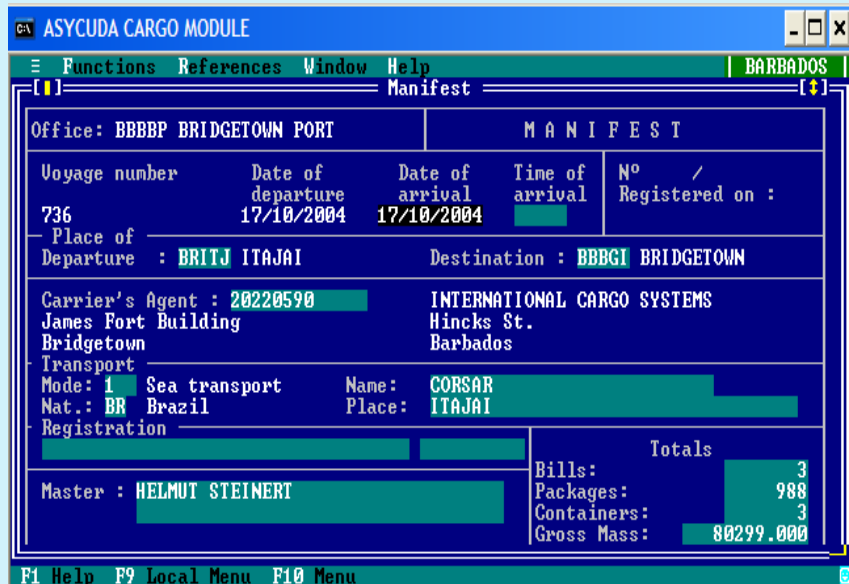 ASYCUDA CARGO MODULE
Ξ Functions References Window Help BARBADOS
Manifest
Office: BBBBP BRIDGETOWN PORT M A N I F E S T
Voyage number Date of Date of Time of Nº /
departure arrival arrival Registered on :
736 17/10/2004 17/10/2004
Place of
Departure : BRITJ ITAJAI Destination : BBBGI BRIDGETOWN
Carrier's Agent : 20220590 INTERNATIONAL CARGO SYSTEMS
James Fort Building Hincks St.
Bridgetown Barbados
Transport
Mode: 1 Sea transport Name: CORSAR
Nat.: BR Brazil Place: ITAJAI
Registration
Totals
Bills: 3
Master : HELMUT STEINERT Packages: 988
Containers: 3
Gross Mass: 80299.000
F1 Help F9 Local Menu F10 Menu